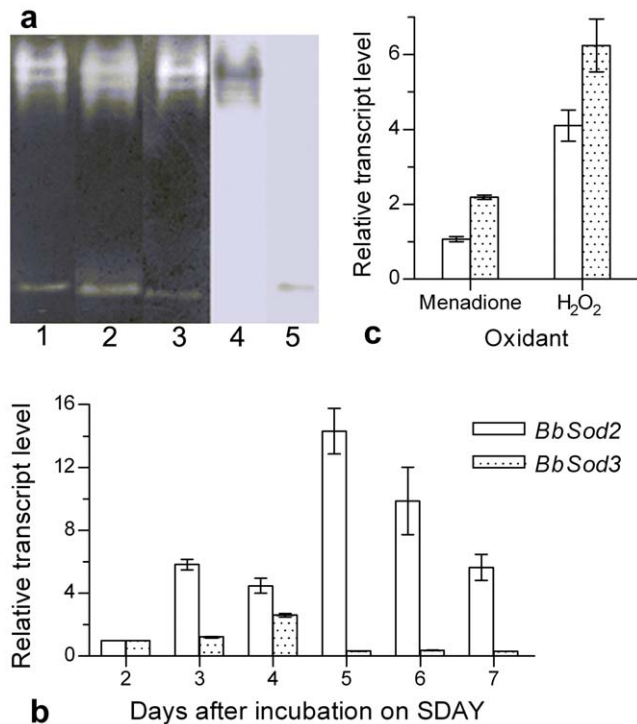 a
1 2 3 4 5
Relative transcript level
6
4
2
0
Menadione H₂O₂
c Oxidant
Relative transcript level
16
12
8
4
0
BbSod2
BbSod3
2 3 4 5 6 7
b Days after incubation on SDAY